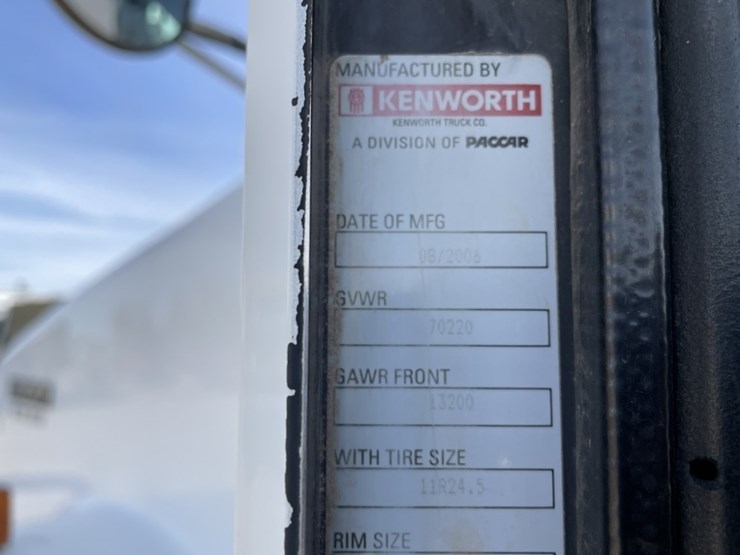 MANUFACTURED BY
KENWORTH
KENWORTH TRUCK CO.
A DIVISION OF PACCAR
DATE OF MFG
08/2006
GVWR
70220
GAWR FRONT
13200
WITH TIRE SIZE
11R24.5
RIM SIZE